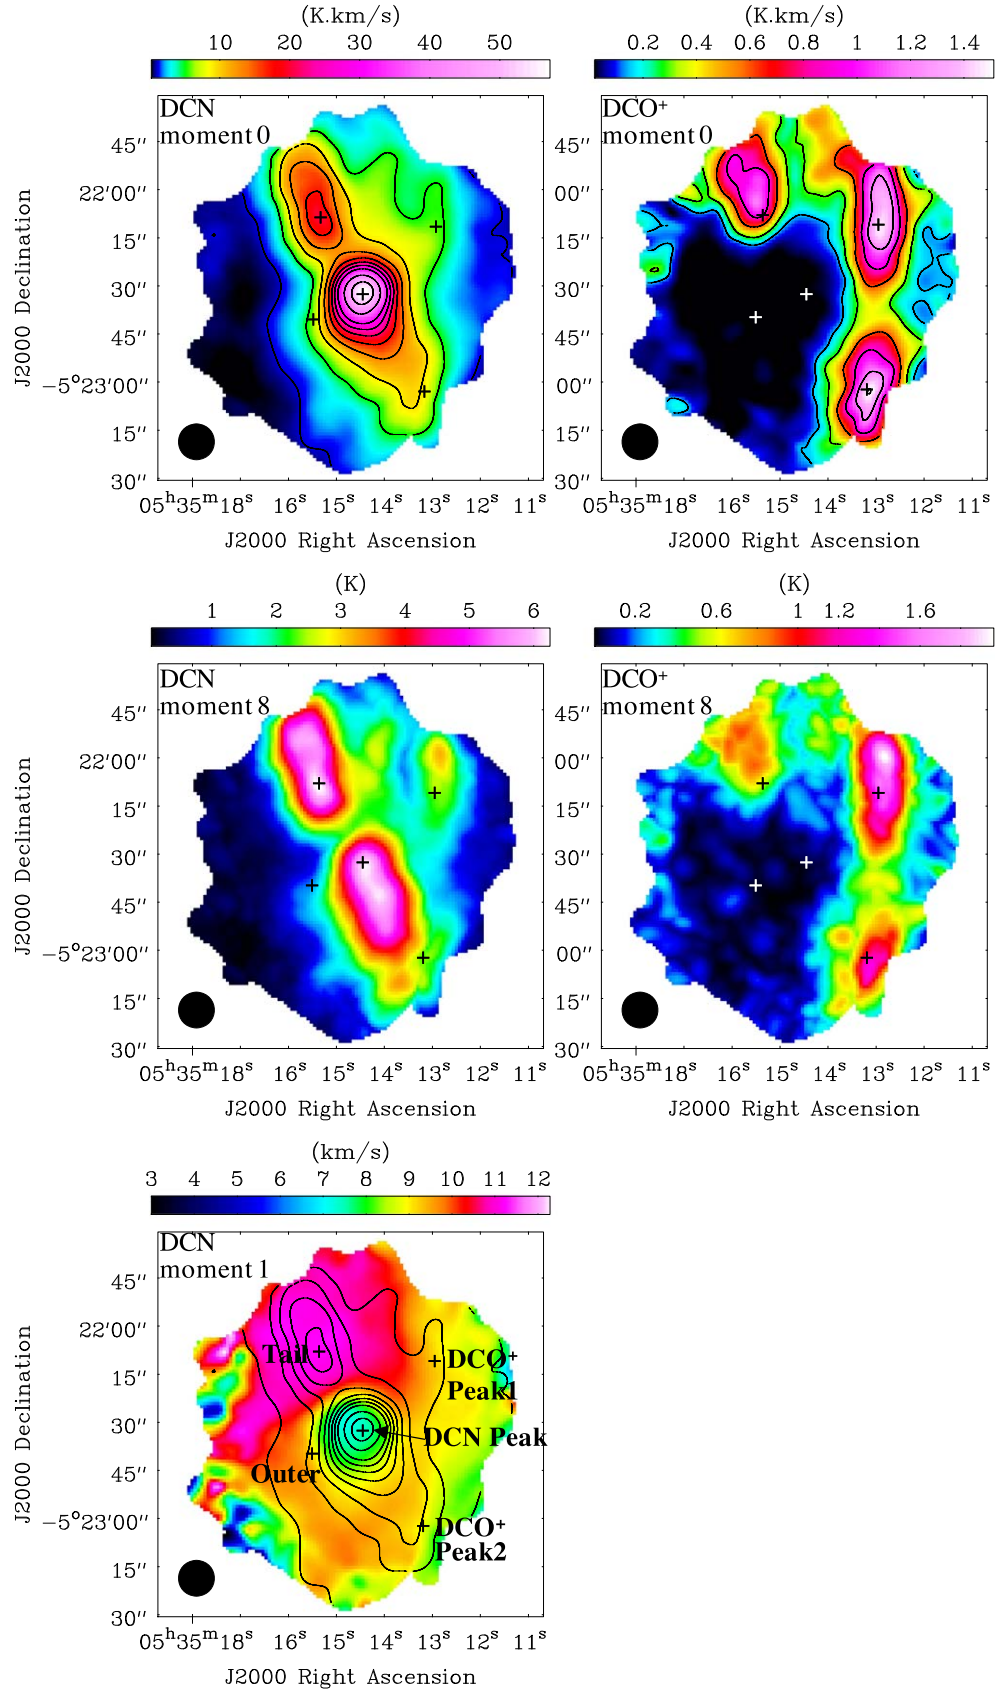 (K.km/s)
10 20 30 40 50
DCN
moment 0
45″
22′00″
15″
30″
45″
−5°23′00″
15″
30″
J2000 Declination
05ʰ35ᵐ18ˢ 16ˢ 15ˢ 14ˢ 13ˢ 12ˢ 11ˢ
J2000 Right Ascension
(K.km/s)
0.2 0.4 0.6 0.8 1 1.2 1.4
DCO⁺
moment 0
45″
00″
15″
30″
45″
00″
15″
30″
05ʰ35ᵐ18ˢ 16ˢ 15ˢ 14ˢ 13ˢ 12ˢ 11ˢ
J2000 Right Ascension
(K)
1 2 3 4 5 6
DCN
moment 8
45″
22′00″
15″
30″
45″
−5°23′00″
15″
30″
J2000 Declination
05ʰ35ᵐ18ˢ 16ˢ 15ˢ 14ˢ 13ˢ 12ˢ 11ˢ
J2000 Right Ascension
(K)
0.2 0.6 1 1.2 1.6
DCO⁺
moment 8
45″
00″
15″
30″
45″
00″
15″
30″
05ʰ35ᵐ18ˢ 16ˢ 15ˢ 14ˢ 13ˢ 12ˢ 11ˢ
J2000 Right Ascension
(km/s)
3 4 5 6 7 8 9 10 11 12
DCN
moment 1
45″
22′00″
15″
30″
45″
−5°23′00″
15″
30″
J2000 Declination
Tail
DCO⁺
Peak1
DCN Peak
Outer
DCO⁺
Peak2
05ʰ35ᵐ18ˢ 16ˢ 15ˢ 14ˢ 13ˢ 12ˢ 11ˢ
J2000 Right Ascension